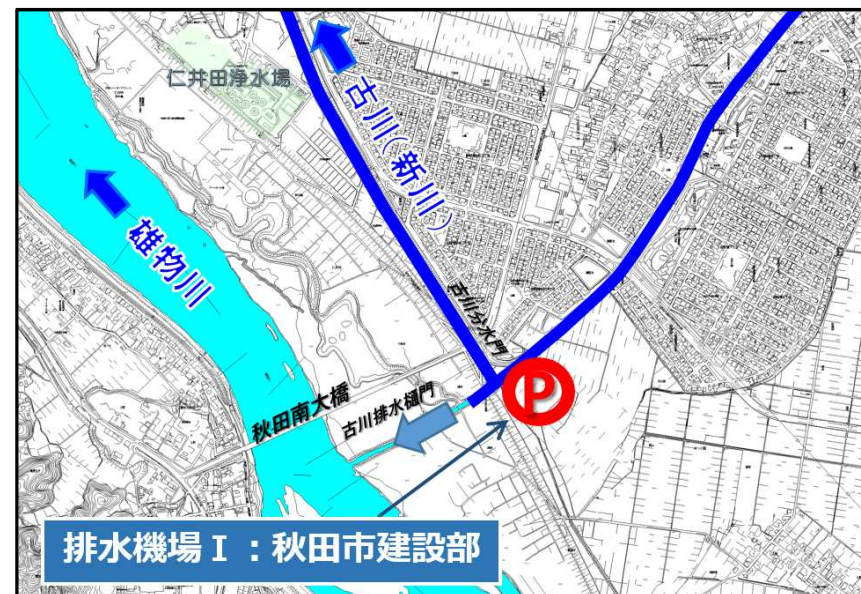 仁井田浄水場
古川(新川)
雄物川
古川分水門
P
秋田南大橋
古川排水樋門
排水機場Ⅰ:秋田市建設部